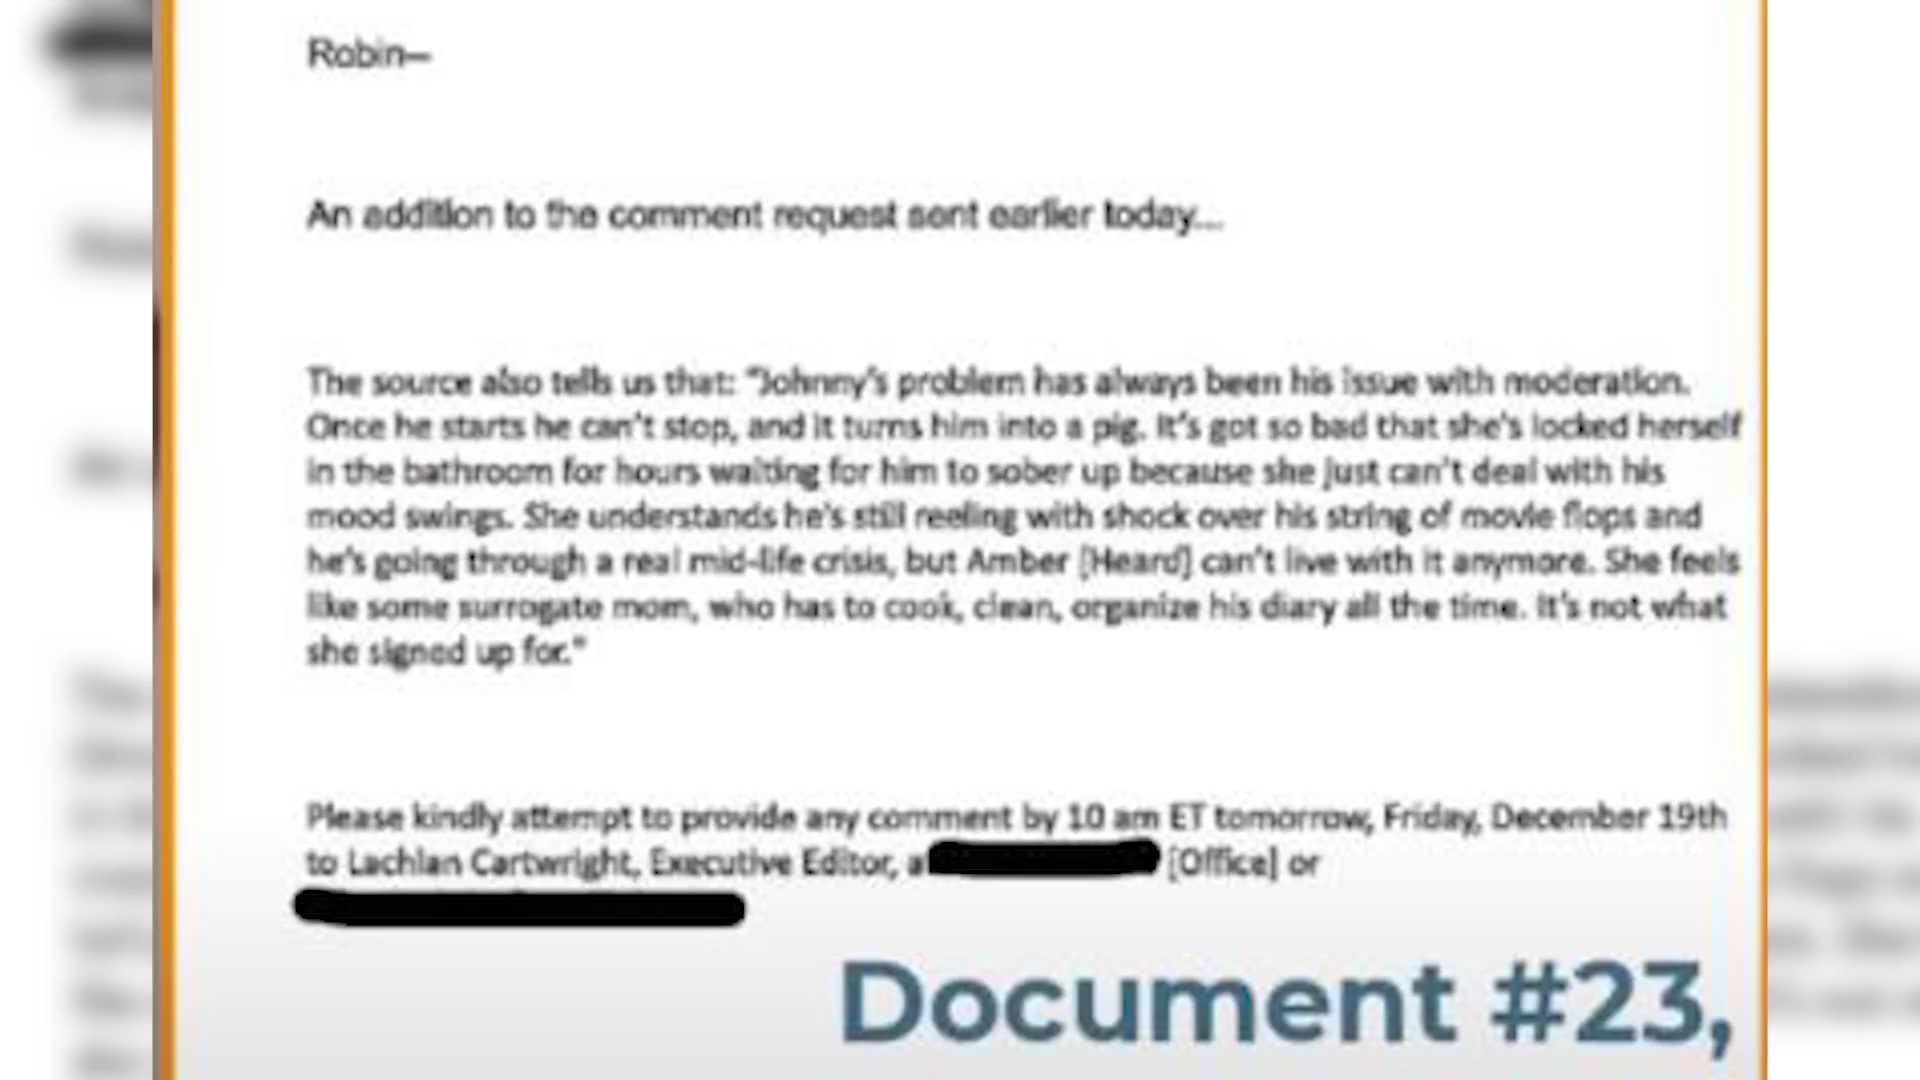 Robin—
An addition to the comment request sent earlier today...
The source also tells us that: "Johnny's problem has always been his issue with moderation.
Once he starts he can't stop, and it turns him into a pig. It's got so bad that she's locked herself
in the bathroom for hours waiting for him to sober up because she just can't deal with his
mood swings. She understands he's still reeling with shock over his string of movie flops and
he's going through a real mid-life crisis, but Amber [Heard] can't live with it anymore. She feels
like some surrogate mom, who has to cook, clean, organize his diary all the time. It's not what
she signed up for."
Please kindly attempt to provide any comment by 10 am ET tomorrow, Friday, December 19th
to Lachlan Cartwright, Executive Editor, a [Office] or
Document #23,